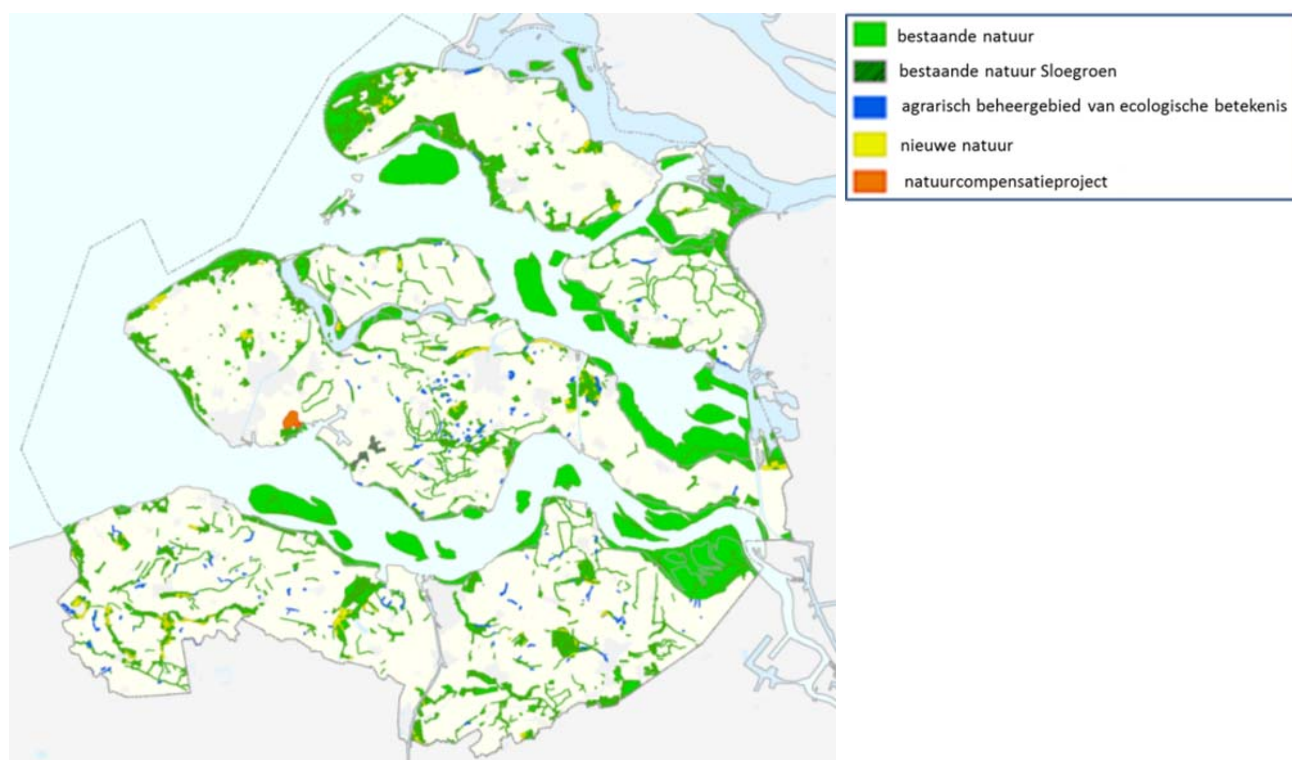 bestaande natuur
bestaande natuur Sloegroen
agrarisch beheergebied van ecologische betekenis
nieuwe natuur
natuurcompensatieproject